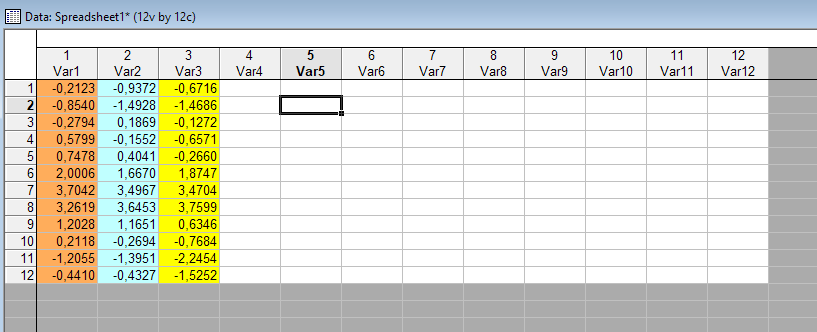 Data: Spreadsheet1* (12v by 12c)
1 2 3 4 5 6 7 8 9 10 11 12
Var1 Var2 Var3 Var4 Var5 Var6 Var7 Var8 Var9 Var10 Var11 Var12
1 -0,2123 -0,9372 -0,6716
2 -0,8540 -1,4928 -1,4686
3 -0,2794 0,1869 -0,1272
4 0,5799 -0,1552 -0,6571
5 0,7478 0,4041 -0,2660
6 2,0006 1,6670 1,8747
7 3,7042 3,4967 3,4704
8 3,2619 3,6453 3,7599
9 1,2028 1,1651 0,6346
10 0,2118 -0,2694 -0,7684
11 -1,2055 -1,3951 -2,2454
12 -0,4410 -0,4327 -1,5252